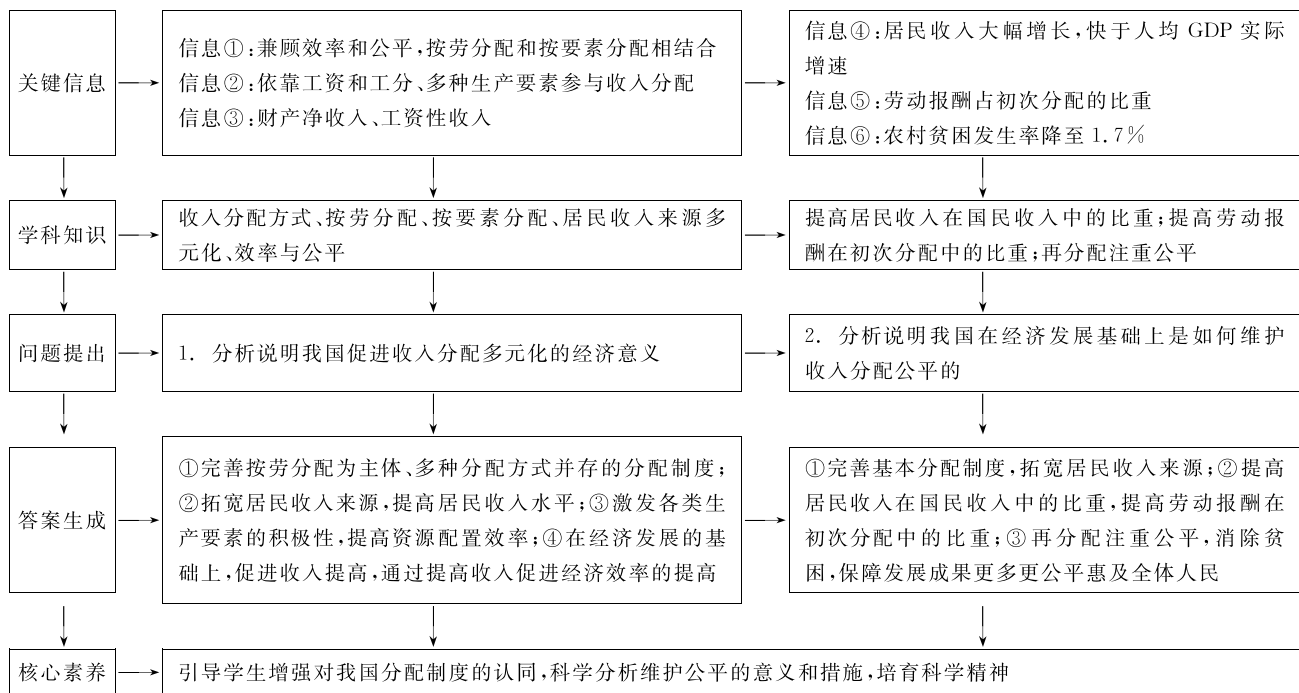 关键信息
信息①:兼顾效率和公平,按劳分配和按要素分配相结合
信息②:依靠工资和工分、多种生产要素参与收入分配
信息③:财产净收入、工资性收入
信息④:居民收入大幅增长,快于人均 GDP 实际
增速
信息⑤:劳动报酬占初次分配的比重
信息⑥:农村贫困发生率降至 1.7%
学科知识
收入分配方式、按劳分配、按要素分配、居民收入来源多
元化、效率与公平
提高居民收入在国民收入中的比重;提高劳动报
酬在初次分配中的比重;再分配注重公平
问题提出
1. 分析说明我国促进收入分配多元化的经济意义
2. 分析说明我国在经济发展基础上是如何维护
收入分配公平的
答案生成
①完善按劳分配为主体、多种分配方式并存的分配制度;
②拓宽居民收入来源,提高居民收入水平;③激发各类生
产要素的积极性,提高资源配置效率;④在经济发展的基
础上,促进收入提高,通过提高收入促进经济效率的提高
①完善基本分配制度,拓宽居民收入来源;②提高
居民收入在国民收入中的比重,提高劳动报酬在
初次分配中的比重;③再分配注重公平,消除贫
困,保障发展成果更多更公平惠及全体人民
核心素养
引导学生增强对我国分配制度的认同,科学分析维护公平的意义和措施,培育科学精神